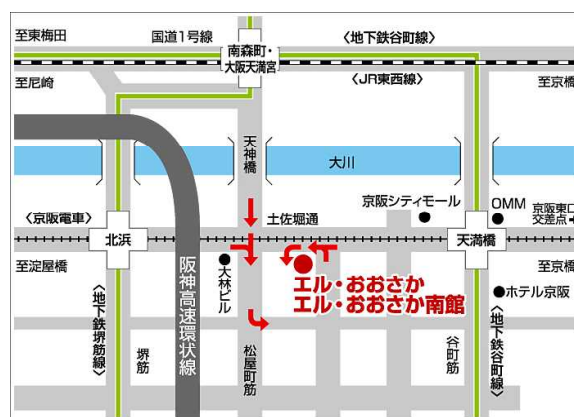 至東梅田
国道1号線
〈地下鉄谷町線〉
南森町・
大阪天満宮
至尼崎
〈JR東西線〉
至京橋
天神橋
大川
京阪シティモール
OMM
京阪東口
交差点
〈京阪電車〉
土佐堀通
北浜
天満橋
至淀屋橋
大林ビル
至京橋
エル・おおさか
エル・おおさか南館
ホテル京阪
阪神高速環状線
〈地下鉄堺筋線〉
堺筋
松屋町筋
谷町筋
〈地下鉄谷町線〉